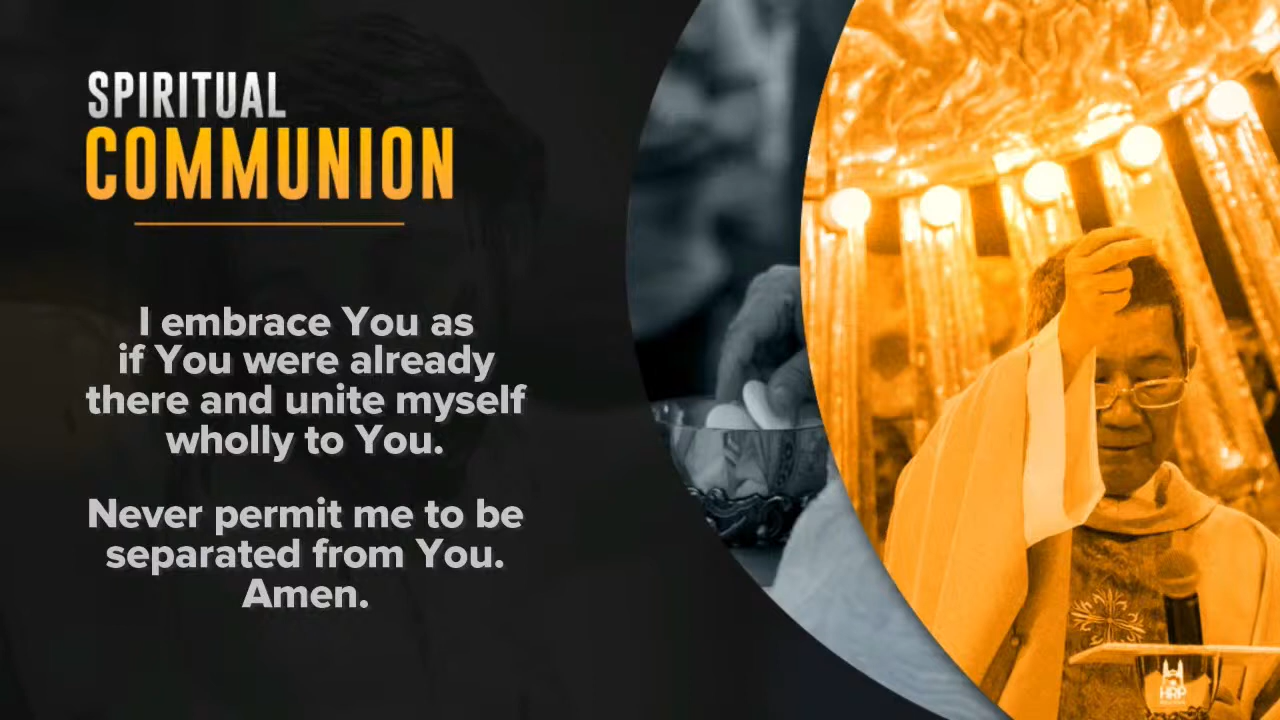 SPIRITUAL
COMMUNION
I embrace You as
if You were already
there and unite myself
wholly to You.
Never permit me to be
separated from You.
Amen.
HRP